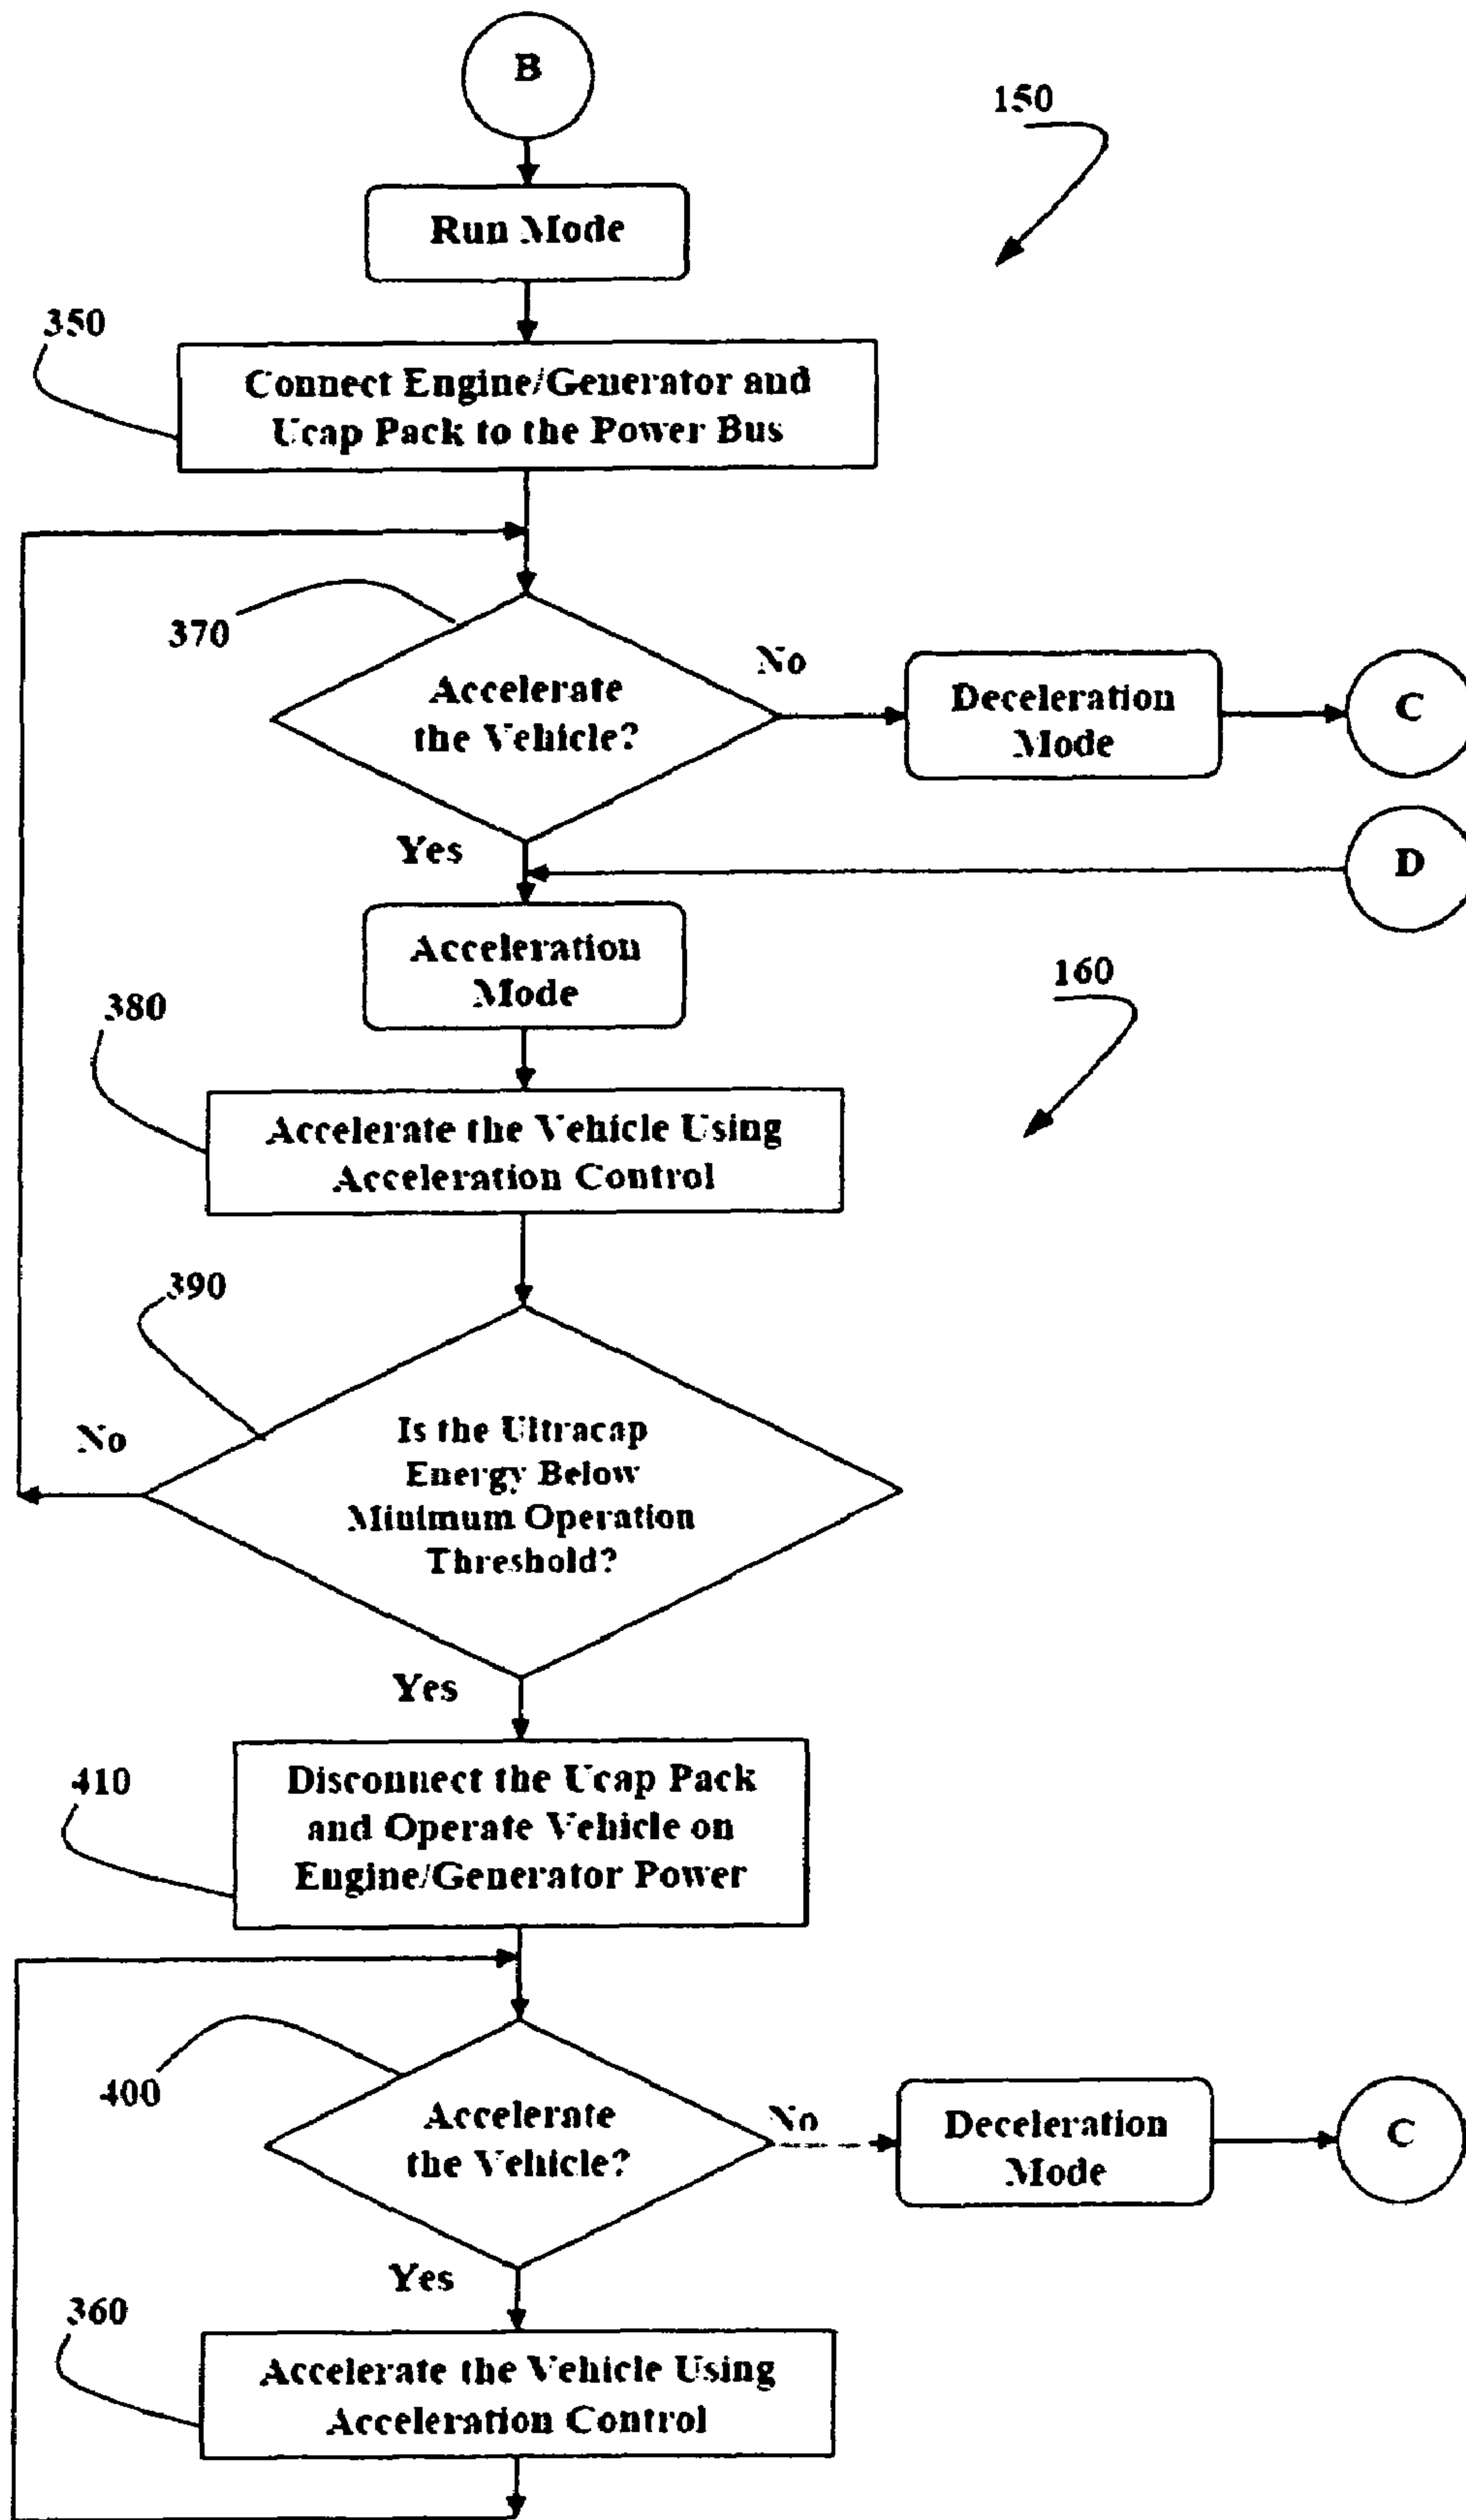 B
150
Run Mode
350
Connect Engine/Generator and
Ucap Pack to the Power Bus
370
Accelerate
the Vehicle?
No
Deceleration
Mode
C
Yes
D
Acceleration
Mode
160
380
Accelerate the Vehicle Using
Acceleration Control
390
No
Is the Ultracap
Energy Below
Minimum Operation
Threshold?
Yes
410
Disconnect the Ucap Pack
and Operate Vehicle on
Engine/Generator Power
400
Accelerate
the Vehicle?
No
Deceleration
Mode
C
Yes
360
Accelerate the Vehicle Using
Acceleration Control